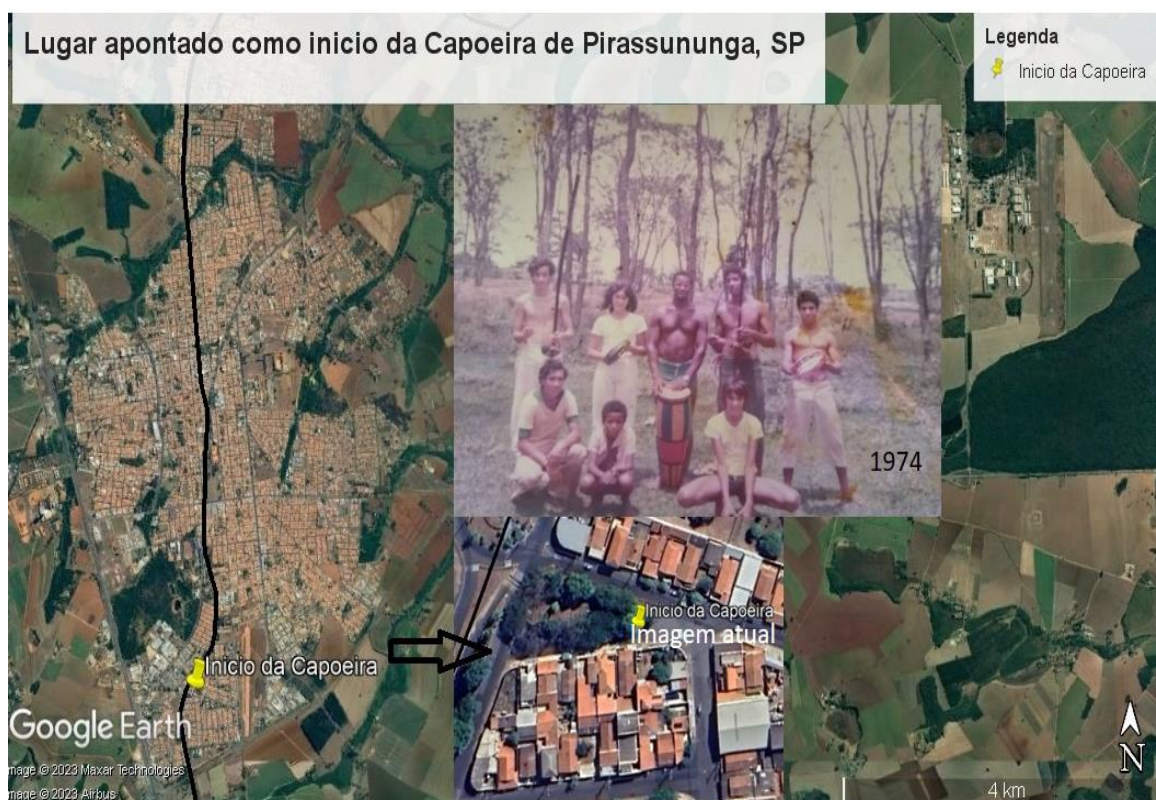 Lugar apontado como inicio da Capoeira de Pirassununga, SP
Legenda
Inicio da Capoeira
1974
Inicio da Capoeira
Imagem atual
Inicio da Capoeira
Google Earth
mage © 2023 Maxar Technologies
mage © 2023 Airbus
N
4 km